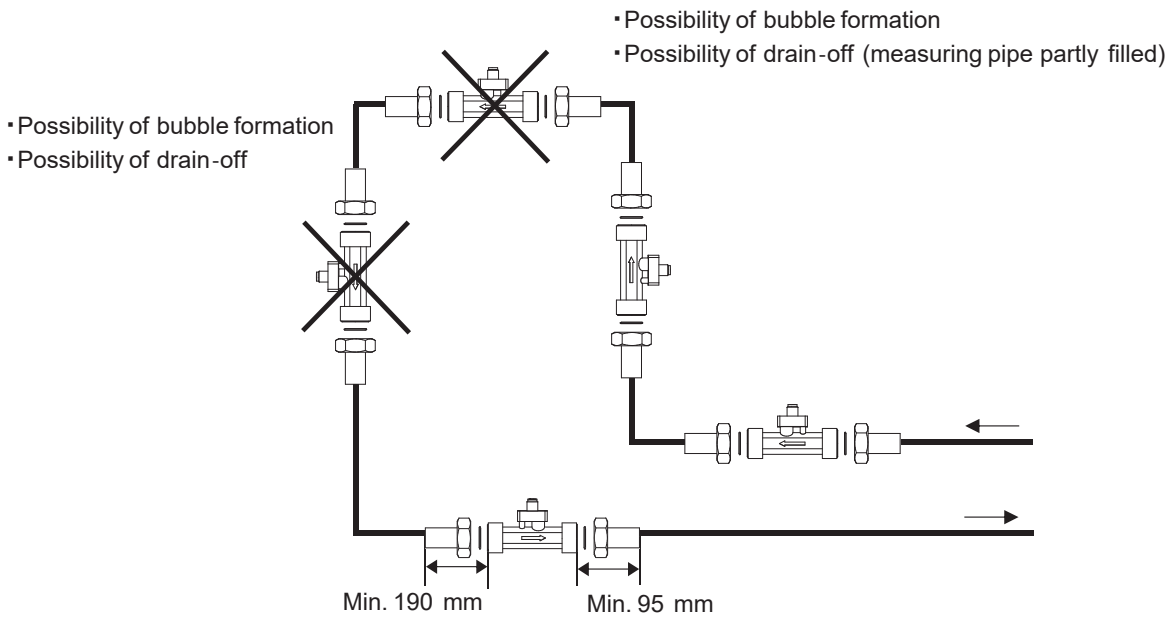 ▪Possibility of bubble formation
▪Possibility of drain-off (measuring pipe partly filled)
▪Possibility of bubble formation
▪Possibility of drain-off
Min. 190 mm
Min. 95 mm